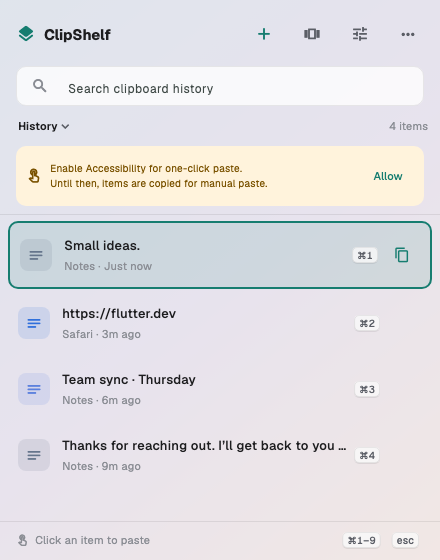 ClipShelf
Search clipboard history
History
4 items
Enable Accessibility for one-click paste.
Until then, items are copied for manual paste.
Allow
Small ideas.
Notes · Just now
⌘1
https://flutter.dev
Safari · 3m ago
⌘2
Team sync · Thursday
Notes · 6m ago
⌘3
Thanks for reaching out. I’ll get back to you ...
Notes · 9m ago
⌘4
Click an item to paste
⌘1–9
esc